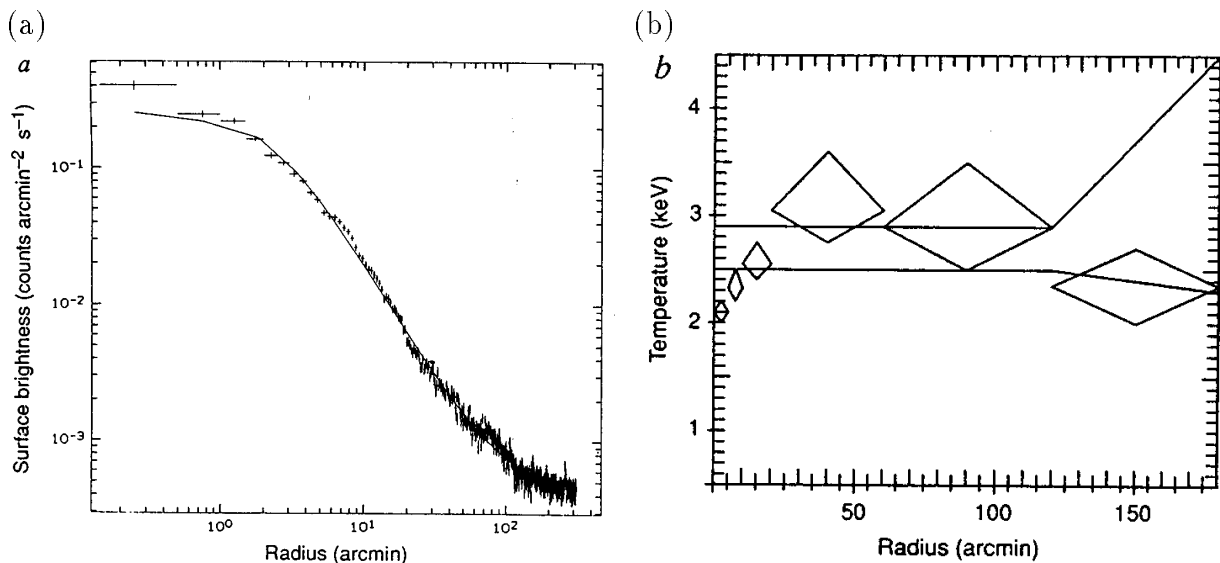 (a)
(b)
a
Surface brightness (counts arcmin⁻² s⁻¹)
10⁻¹
10⁻²
10⁻³
10⁰
10¹
10²
Radius (arcmin)
b
Temperature (keV)
4
3
2
1
50
100
150
Radius (arcmin)